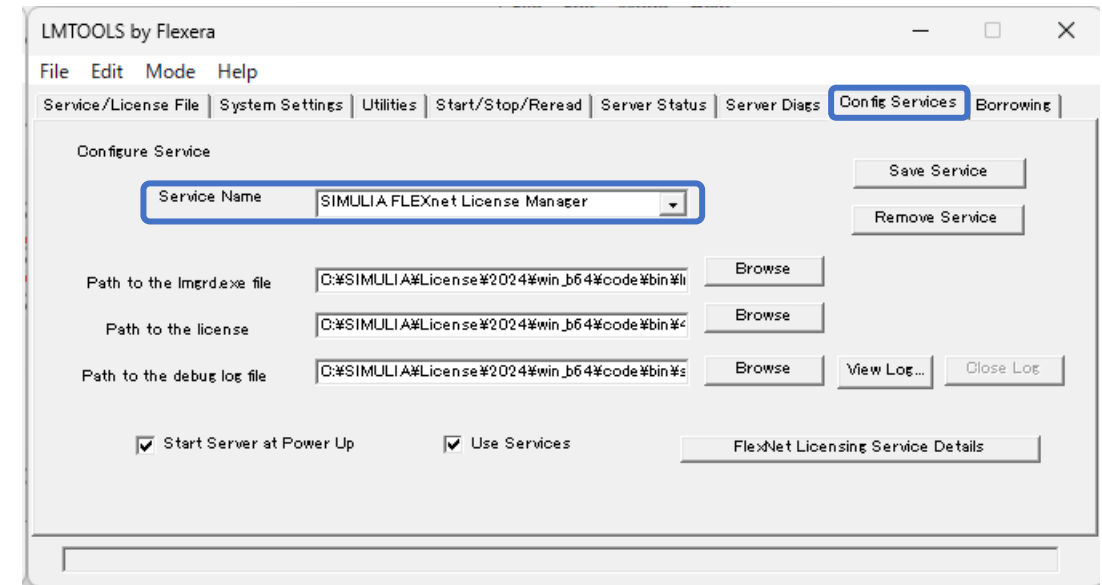 LMTOOLS by Flexera
File Edit Mode Help
Service/License File System Settings Utilities Start/Stop/Reread Server Status Server Diags Config Services Borrowing
Configure Service
Save Service
Service Name SIMULIA FLEXnet License Manager
Remove Service
Path to the lmgrd.exe file C:¥SIMULIA¥License¥2024¥win_b64¥code¥bin¥ Browse
Path to the license C:¥SIMULIA¥License¥2024¥win_b64¥code¥bin¥ Browse
Path to the debug log file C:¥SIMULIA¥License¥2024¥win_b64¥code¥bin¥s Browse View Log... Close Log
Start Server at Power Up Use Services FlexNet Licensing Service Details